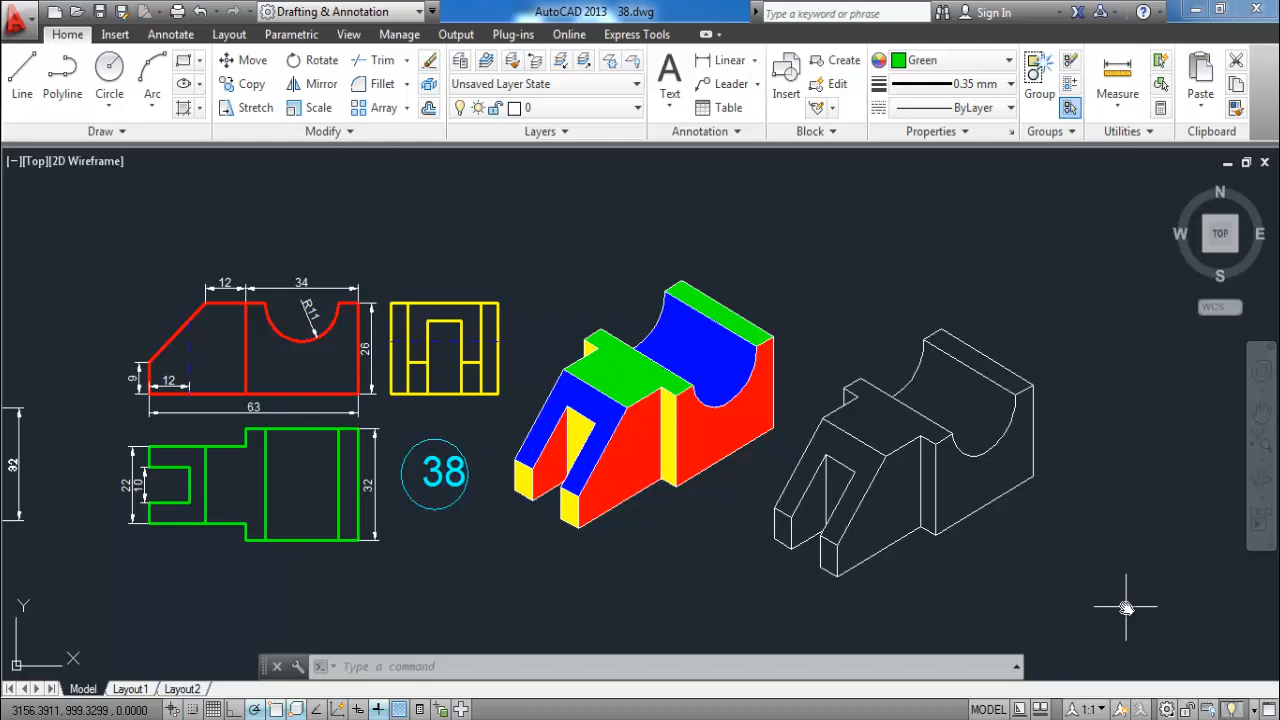 Drafting & Annotation
AutoCAD 2013 38.dwg
Type a keyword or phrase
Sign In
Home Insert Annotate Layout Parametric View Manage Output Plug-ins Online Express Tools
Line Polyline Circle Arc
Move Rotate Trim
Copy Mirror Fillet
Stretch Scale Array
Unsaved Layer State
0
Text
Linear
Leader
Table
Insert
Create
Edit
Green
0.35 mm
ByLayer
Group
Measure
Paste
Draw Modify Layers Annotation Block Properties Groups Utilities Clipboard
[−][Top][2D Wireframe]
N
W TOP E
S
WCS
12 34
R11
26
9
12
63
32
22
10
32
38
Y
X
Type a command
Model Layout1 Layout2
3156.3911, 999.3299, 0.0000
MODEL
1:1